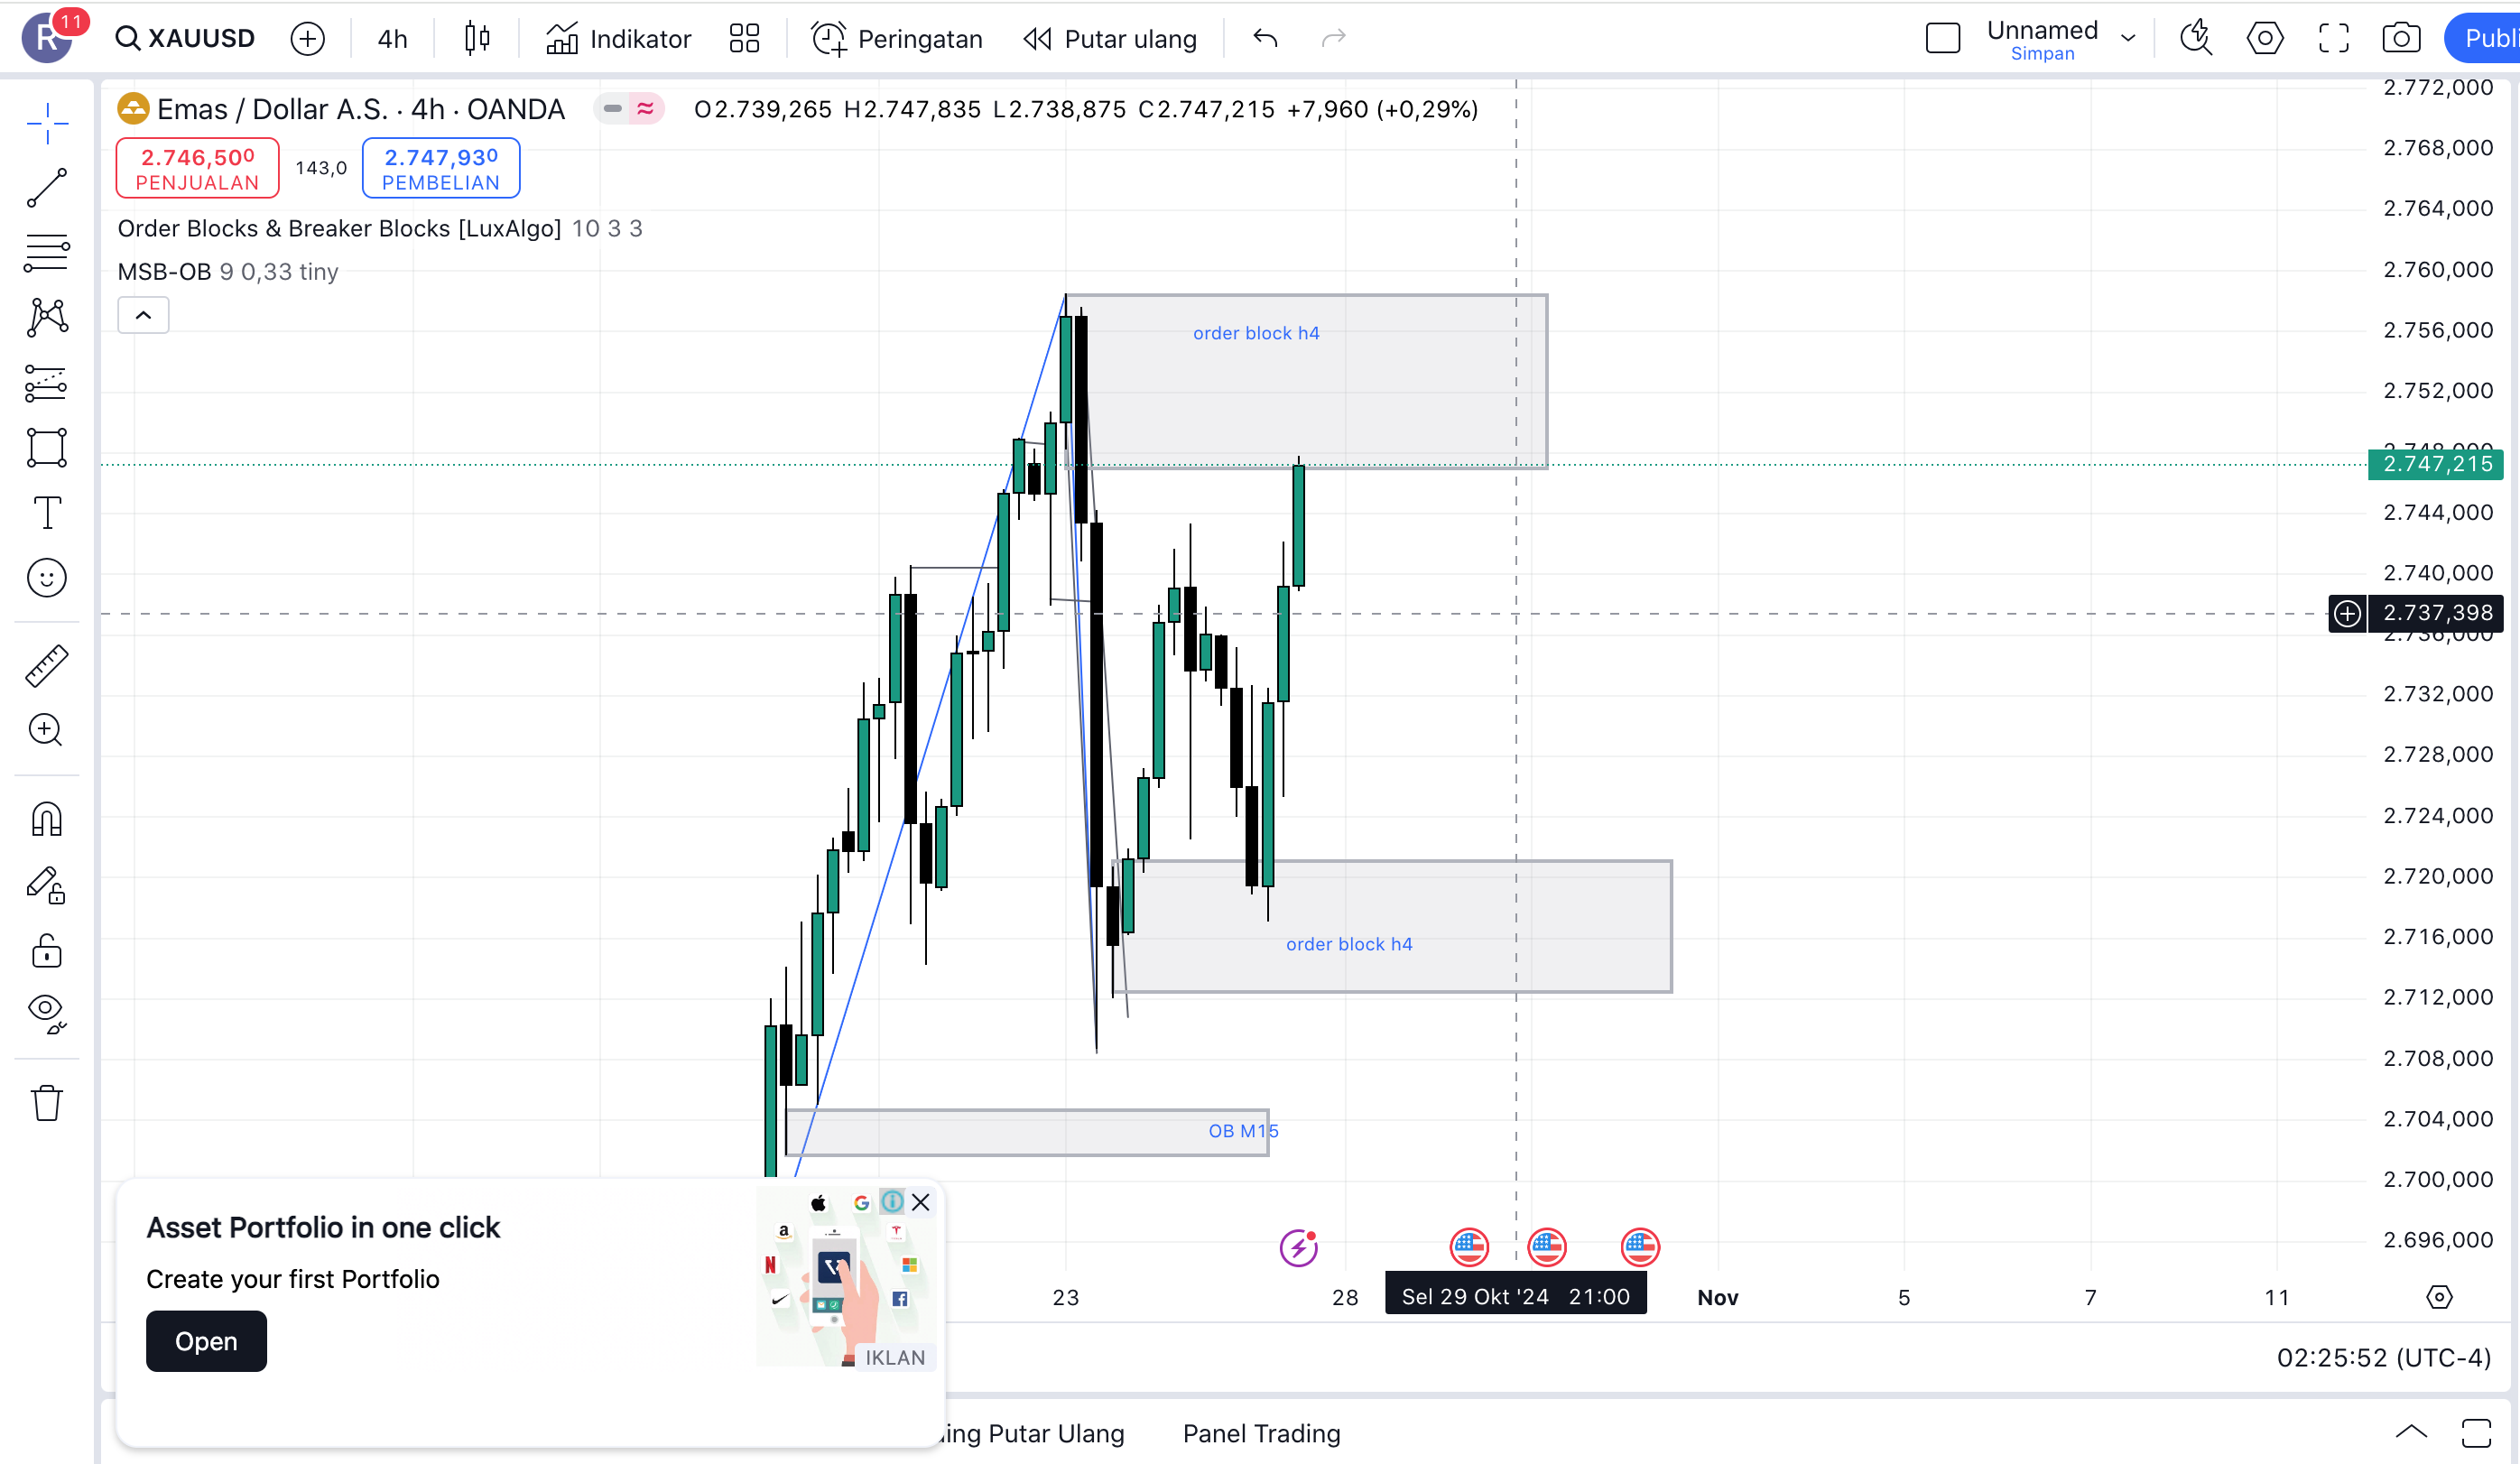 R 11
XAUUSD
4h
Indikator
Peringatan
Putar ulang
Unnamed
Simpan
Publi
Emas / Dollar A.S. · 4h · OANDA
O2.739,265 H2.747,835 L2.738,875 C2.747,215 +7,960 (+0,29%)
2.746,500
PENJUALAN
143,0
2.747,930
PEMBELIAN
Order Blocks & Breaker Blocks [LuxAlgo] 10 3 3
MSB-OB 9 0,33 tiny
order block h4
order block h4
OB M15
2.772,000
2.768,000
2.764,000
2.760,000
2.756,000
2.752,000
2.748,000
2.747,215
2.744,000
2.740,000
2.737,398
2.736,000
2.732,000
2.728,000
2.724,000
2.720,000
2.716,000
2.712,000
2.708,000
2.704,000
2.700,000
2.696,000
23
28
Sel 29 Okt '24 21:00
Nov
5
7
11
Asset Portfolio in one click
Create your first Portfolio
Open
IKLAN
02:25:52 (UTC-4)
ing Putar Ulang
Panel Trading